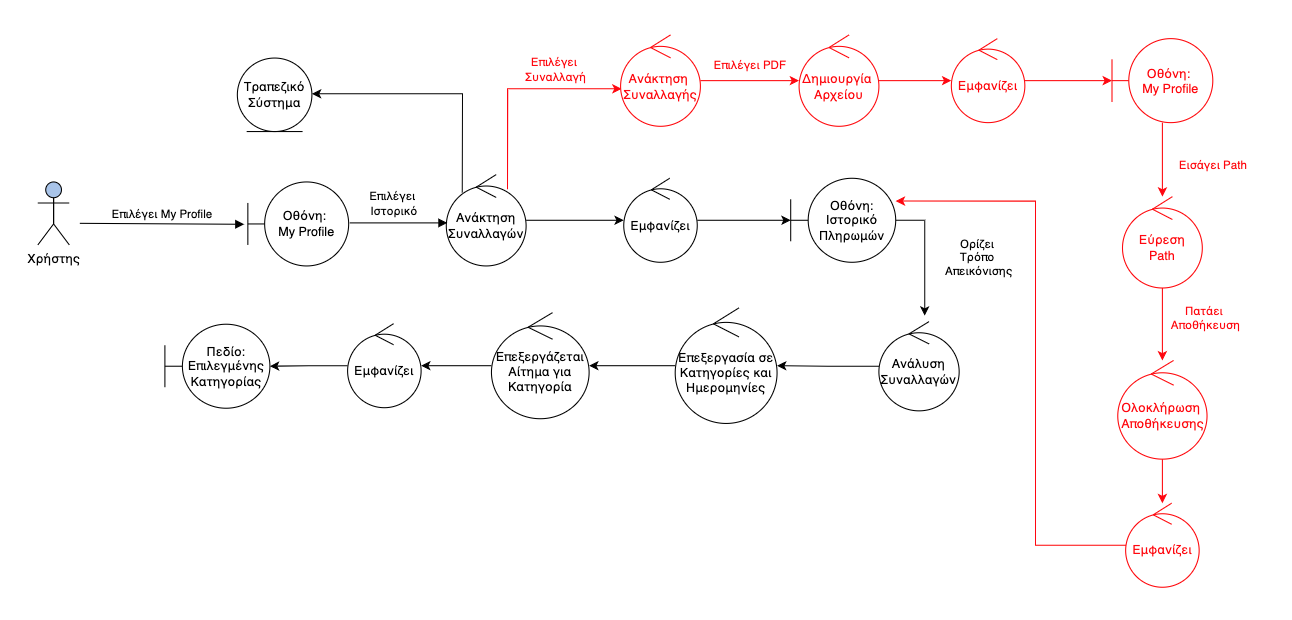 Τραπεζικό
Σύστημα
Επιλέγει
Συναλλαγή
Ανάκτηση
Συναλλαγής
Επιλέγει PDF
Δημιουργία
Αρχείου
Εμφανίζει
Οθόνη:
My Profile
Εισάγει Path
Χρήστης
Επιλέγει My Profile
Οθόνη:
My Profile
Επιλέγει
Ιστορικό
Ανάκτηση
Συναλλαγών
Εμφανίζει
Οθόνη:
Ιστορικό
Πληρωμών
Ορίζει
Τρόπο
Απεικόνισης
Εύρεση
Path
Πατάει
Αποθήκευση
Πεδίο:
Επιλεγμένης
Κατηγορίας
Εμφανίζει
Επεξεργάζεται
Αίτημα για
Κατηγορία
Επεξεργασία σε
Κατηγορίες και
Ημερομηνίες
Ανάλυση
Συναλλαγών
Ολοκλήρωση
Αποθήκευσης
Εμφανίζει